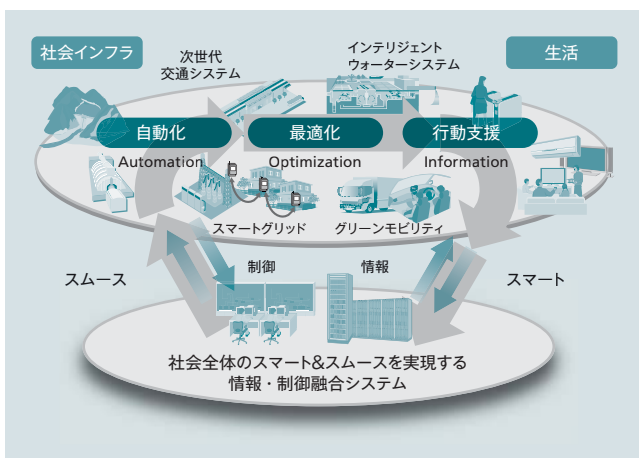 社会インフラ
生活
次世代
交通システム
インテリジェント
ウォーターシステム
自動化
最適化
行動支援
Automation
Optimization
Information
スマートグリッド
グリーンモビリティ
スムース
制御
情報
スマート
社会全体のスマート&スムースを実現する
情報・制御融合システム